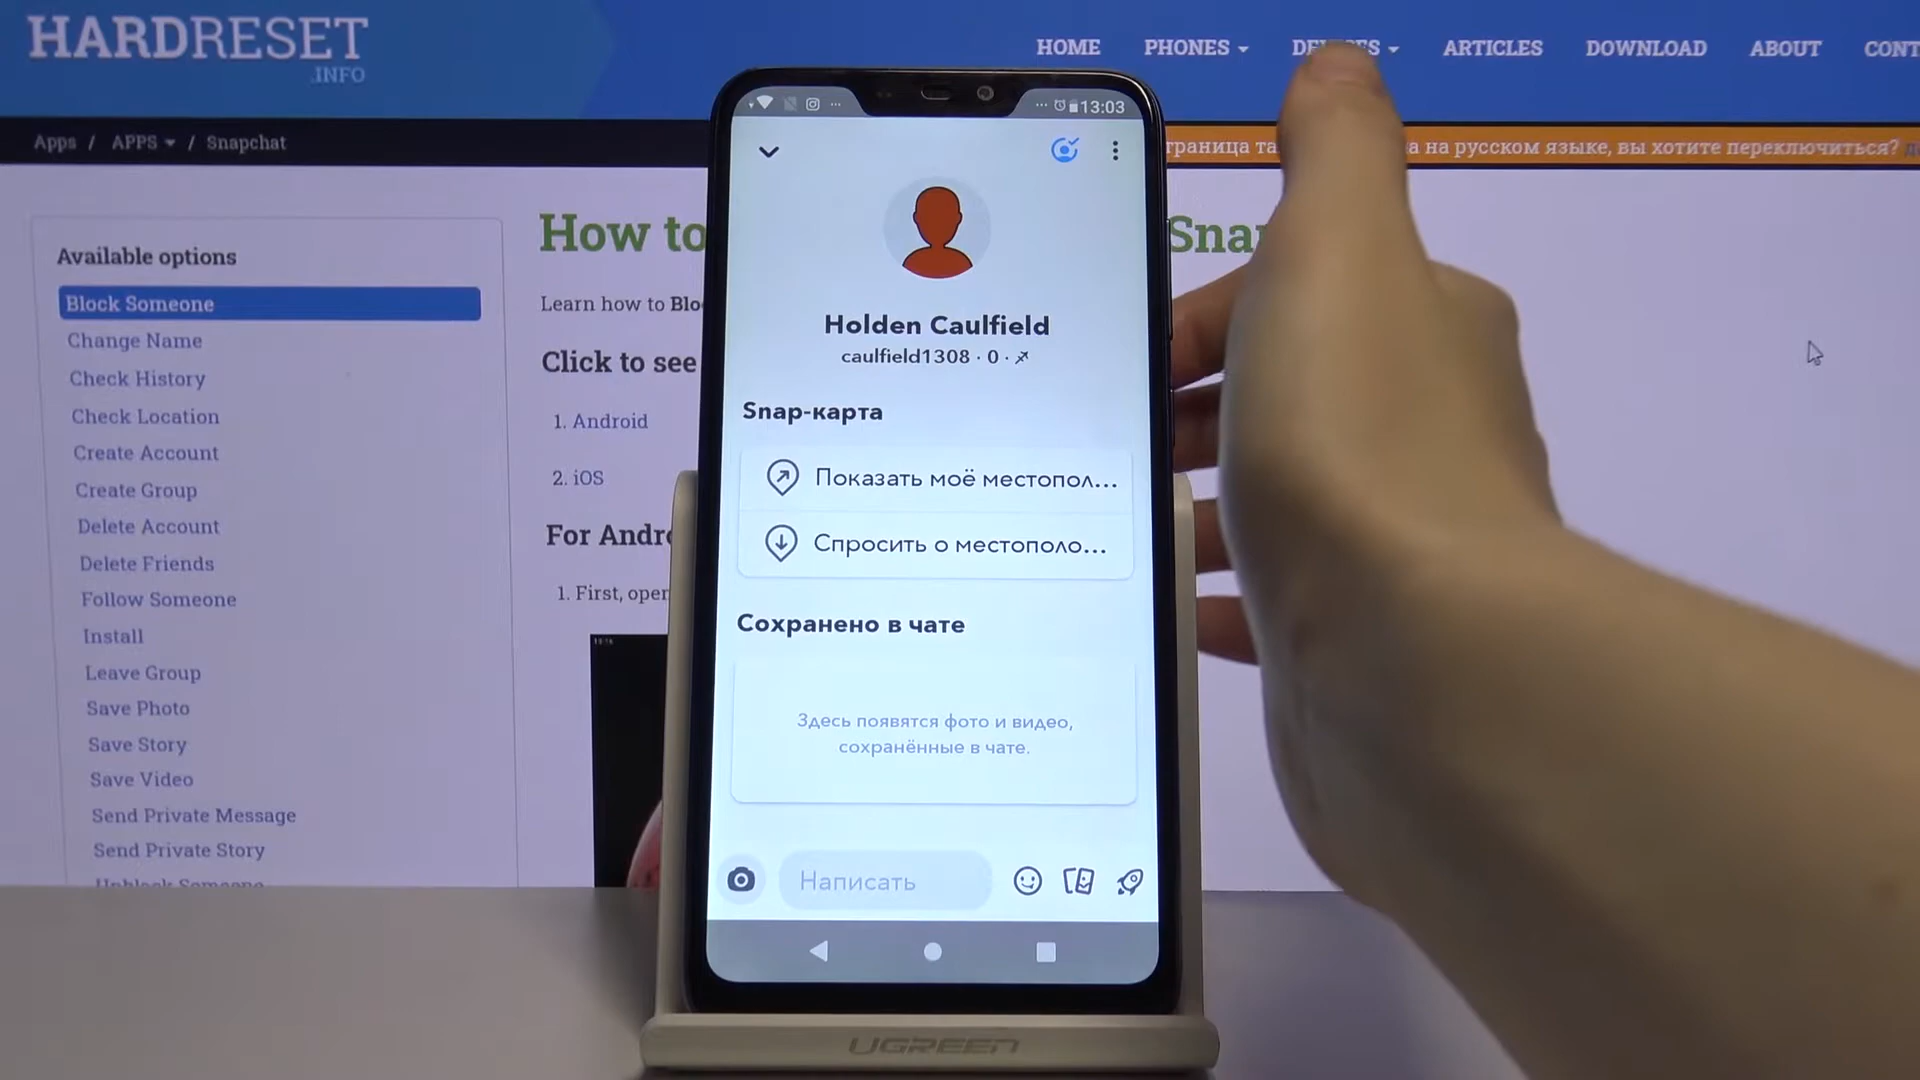 HARDRESET
.INFO
HOME PHONES DEVICES ARTICLES DOWNLOAD ABOUT CONT
Apps / APPS / Snapchat
на русском языке, вы хотите переключиться?
Available options
Block Someone
Change Name
Check History
Check Location
Create Account
Create Group
Delete Account
Delete Friends
Follow Someone
Install
Leave Group
Save Photo
Save Story
Save Video
Send Private Message
Send Private Story
Unblock Someone
How to
Learn how to Blo
Click to see
1. Android
2. iOS
For Andr
1. First, open
13:03
Holden Caulfield
caulfield1308 · 0 · ♐
Snap-карта
Показать моё местопол...
Спросить о местополо...
Сохранено в чате
Здесь появятся фото и видео,
сохранённые в чате.
Написать
UGREEN